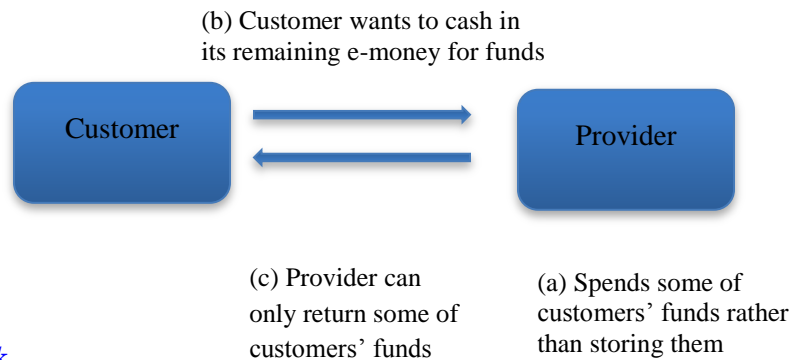 (b) Customer wants to cash in
its remaining e-money for funds
Customer
Provider
(c) Provider can
only return some of
customers’ funds
(a) Spends some of
customers’ funds rather
than storing them